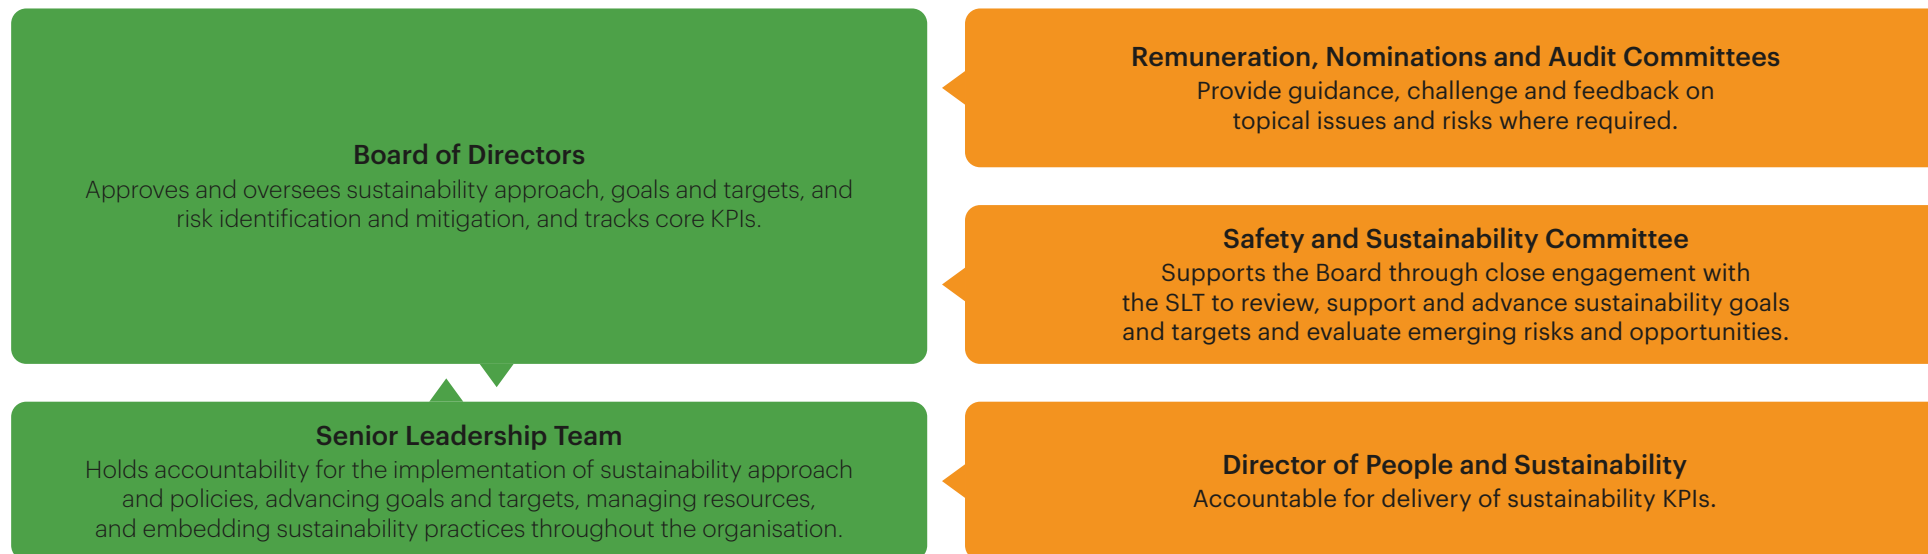 Board of Directors
Approves and oversees sustainability approach, goals and targets, and
risk identification and mitigation, and tracks core KPIs.
Remuneration, Nominations and Audit Committees
Provide guidance, challenge and feedback on
topical issues and risks where required.
Safety and Sustainability Committee
Supports the Board through close engagement with
the SLT to review, support and advance sustainability goals
and targets and evaluate emerging risks and opportunities.
Senior Leadership Team
Holds accountability for the implementation of sustainability approach
and policies, advancing goals and targets, managing resources,
and embedding sustainability practices throughout the organisation.
Director of People and Sustainability
Accountable for delivery of sustainability KPIs.